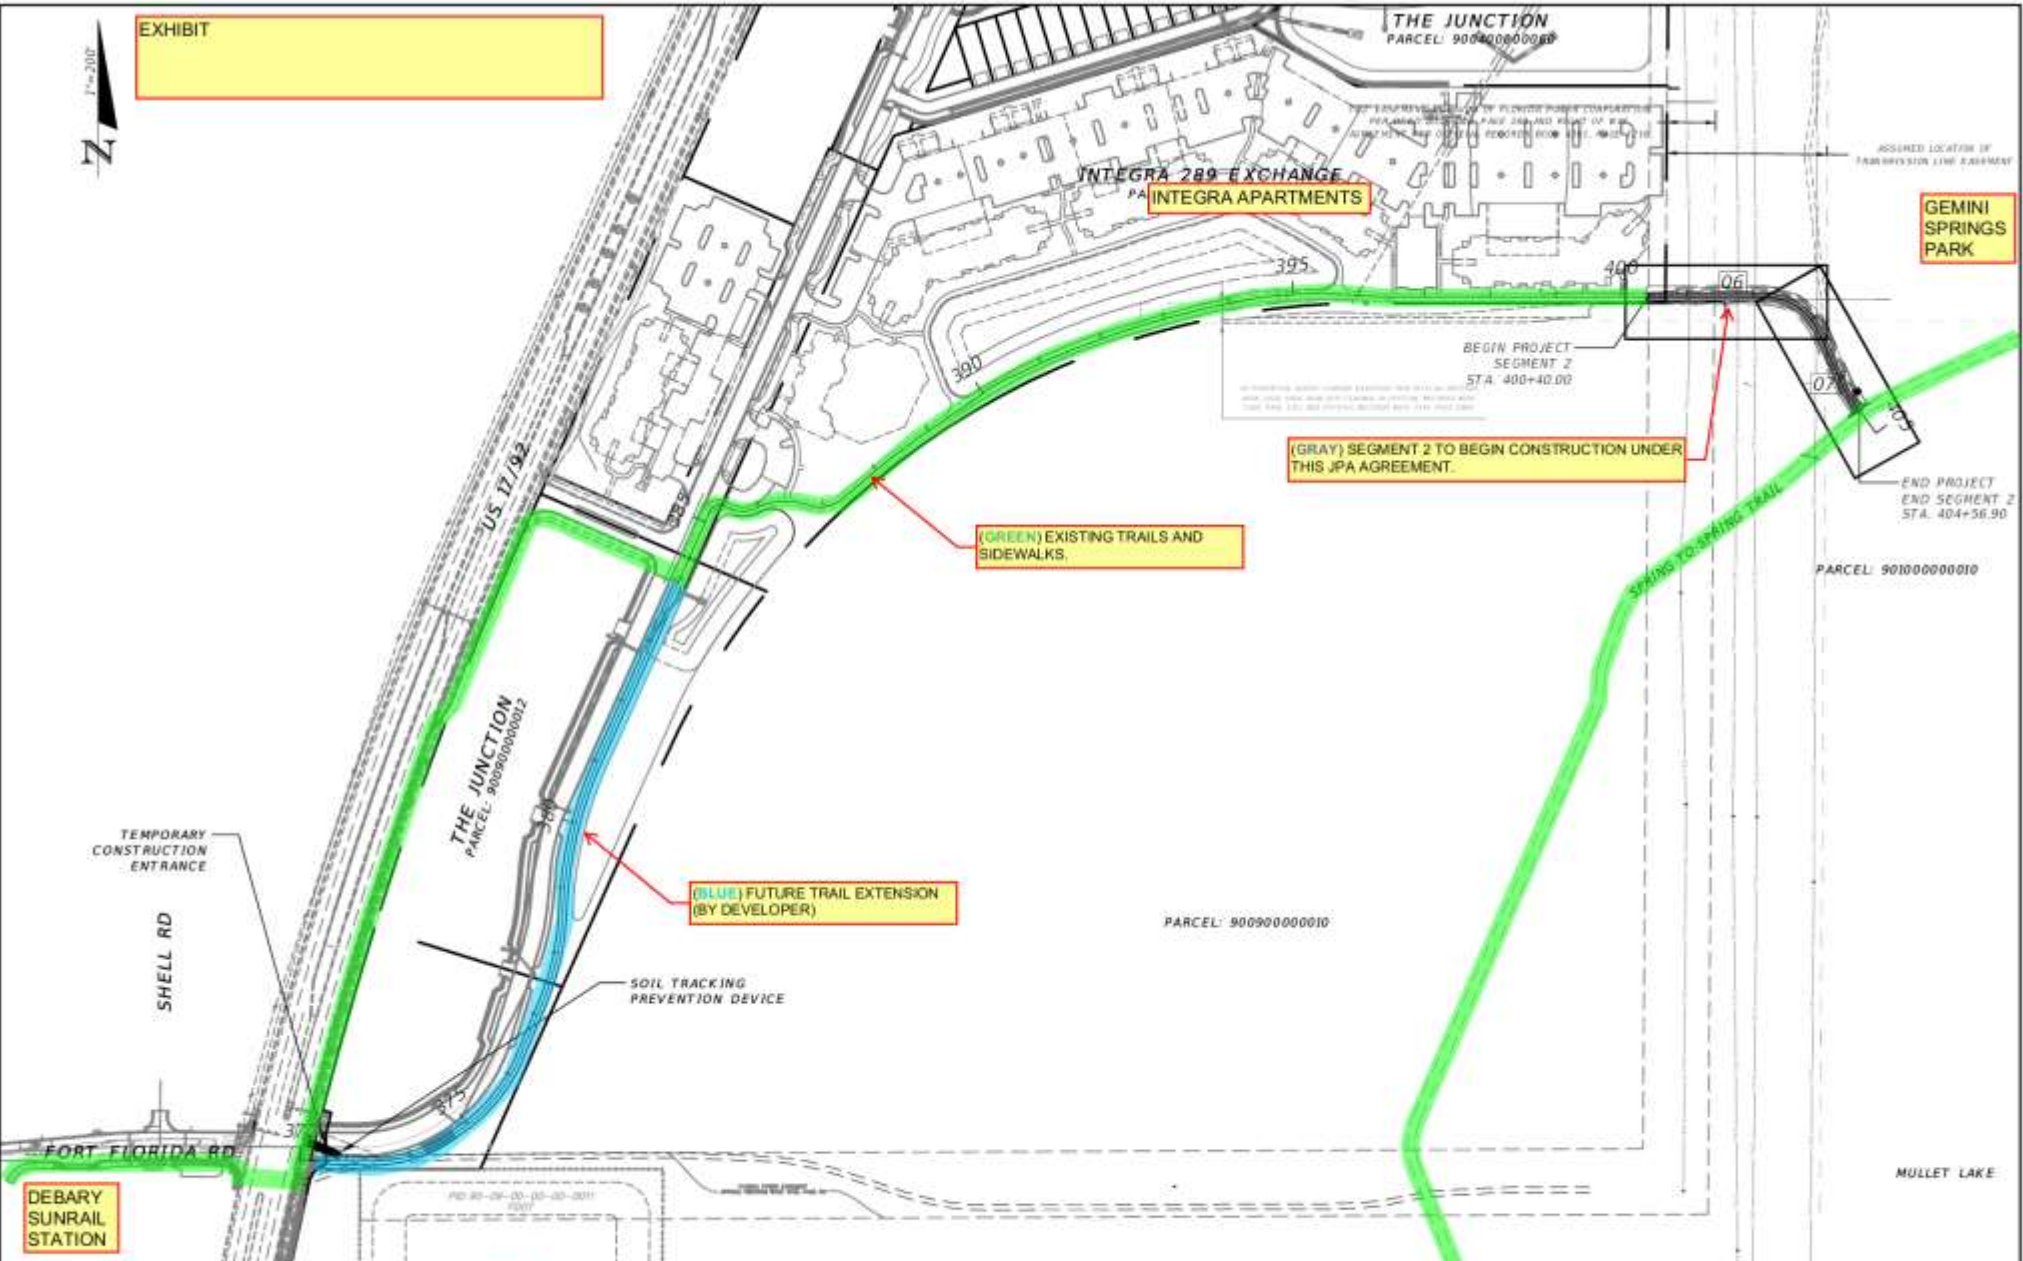 EXHIBIT
1"=200'
N
THE JUNCTION
PARCEL: 900400000060
ASSUMED LOCATION OF
TRANSMISSION LINE EASEMENT
INTEGRA 289 EXCHANGE
PA
INTEGRA APARTMENTS
GEMINI
SPRINGS
PARK
395
400
06
390
BEGIN PROJECT
SEGMENT 2
STA. 400+40.00
07
405
US 17/92
385
(GRAY) SEGMENT 2 TO BEGIN CONSTRUCTION UNDER
THIS JPA AGREEMENT.
END PROJECT
END SEGMENT 2
STA. 404+56.90
(GREEN) EXISTING TRAILS AND
SIDEWALKS.
SPRING TO SPRING TRAIL
PARCEL: 901000000010
THE JUNCTION
PARCEL: 900900000012
380
TEMPORARY
CONSTRUCTION
ENTRANCE
(BLUE) FUTURE TRAIL EXTENSION
(BY DEVELOPER)
PARCEL: 900900000010
SHELL RD
SOIL TRACKING
PREVENTION DEVICE
375
37
FORT FLORIDA RD
MULLET LAKE
DEBARY
SUNRAIL
STATION